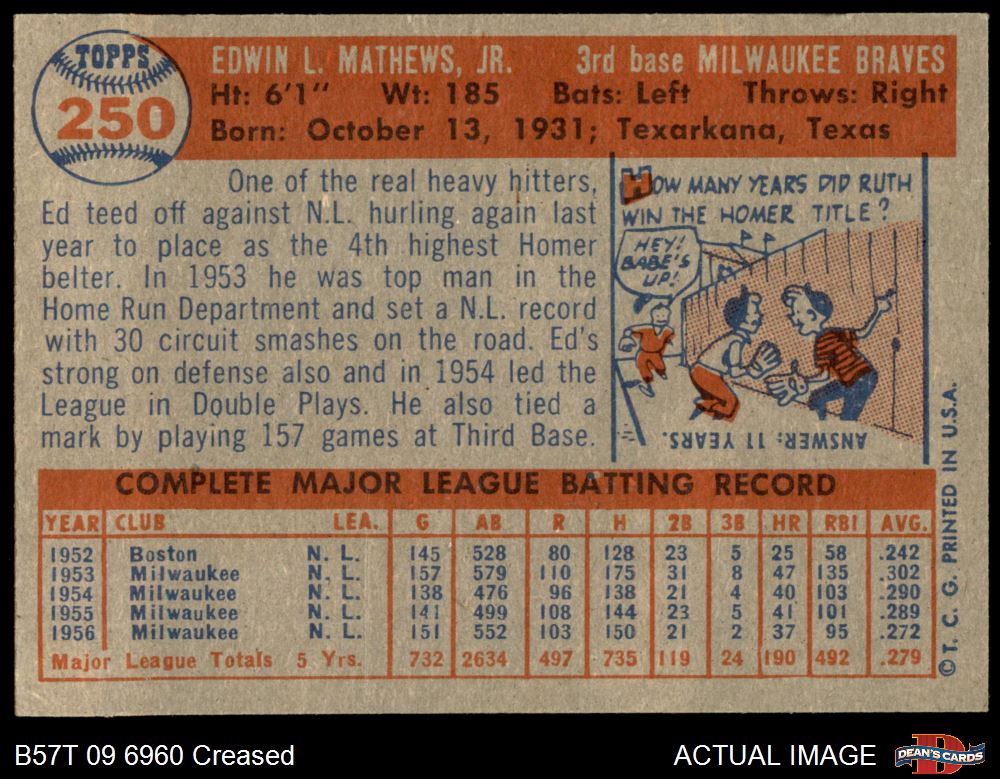 TOPPS
250
EDWIN L. MATHEWS, JR. 3rd base MILWAUKEE BRAVES
Ht: 6'1" Wt: 185 Bats: Left Throws: Right
Born: October 13, 1931; Texarkana, Texas
One of the real heavy hitters,
Ed teed off against N.L. hurling again last
year to place as the 4th highest Homer
belter. In 1953 he was top man in the
Home Run Department and set a N.L. record
with 30 circuit smashes on the road. Ed's
strong on defense also and in 1954 led the
League in Double Plays. He also tied a
mark by playing 157 games at Third Base.
HOW MANY YEARS DID RUTH
WIN THE HOMER TITLE?
HEY!
BABE'S
UP!
ANSWER: 11 YEARS.
COMPLETE MAJOR LEAGUE BATTING RECORD
YEAR CLUB LEA. G AB R H 2B 3B HR RBI AVG.
1952 Boston N. L. 145 528 80 128 23 5 25 58 .242
1953 Milwaukee N. L. 157 579 110 175 31 8 47 135 .302
1954 Milwaukee N. L. 138 476 96 138 21 4 40 103 .290
1955 Milwaukee N. L. 141 499 108 144 23 5 41 101 .289
1956 Milwaukee N. L. 151 552 103 150 21 2 37 95 .272
Major League Totals 5 Yrs. 732 2634 497 735 119 24 190 492 .279
© T. C. G. PRINTED IN U.S.A.
B57T 09 6960 Creased
ACTUAL IMAGE
DEAN'S CARDS